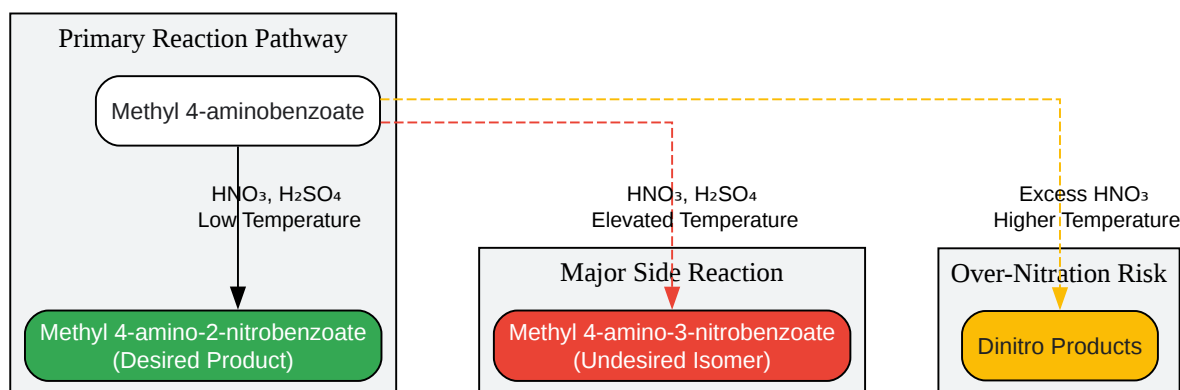 Primary Reaction Pathway
Methyl 4-aminobenzoate
HNO₃, H₂SO₄
Low Temperature
Methyl 4-amino-2-nitrobenzoate
(Desired Product)
HNO₃, H₂SO₄
Elevated Temperature
Major Side Reaction
Methyl 4-amino-3-nitrobenzoate
(Undesired Isomer)
Excess HNO₃
Higher Temperature
Over-Nitration Risk
Dinitro Products